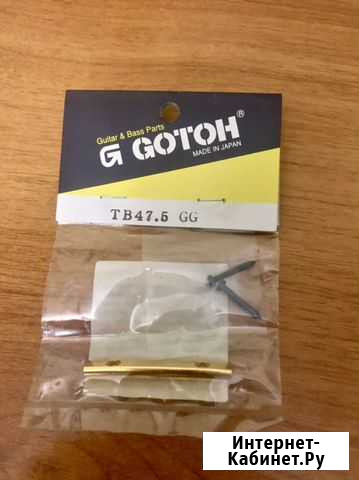 Guitar & Bass Parts
G GOTOH®
MADE IN JAPAN
TB47.5 GG
Интернет-
Кабинет.Ру